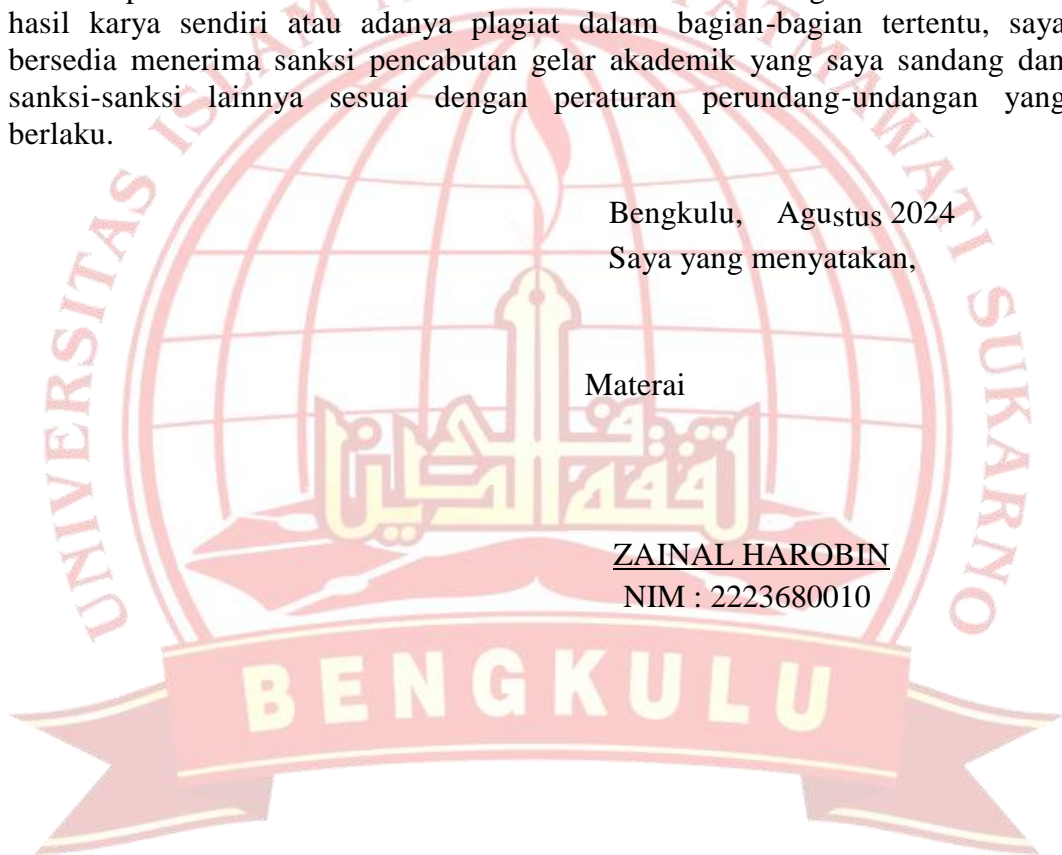 hasil karya sendiri atau adanya plagiat dalam bagian-bagian tertentu, saya
bersedia menerima sanksi pencabutan gelar akademik yang saya sandang dan
sanksi-sanksi lainnya sesuai dengan peraturan perundang-undangan yang
berlaku.
Bengkulu, Agustus 2024
Saya yang menyatakan,
Materai
ZAINAL HAROBIN
NIM : 2223680010
UNIVERSITAS ISLAM SUKARNO
BENGKULU